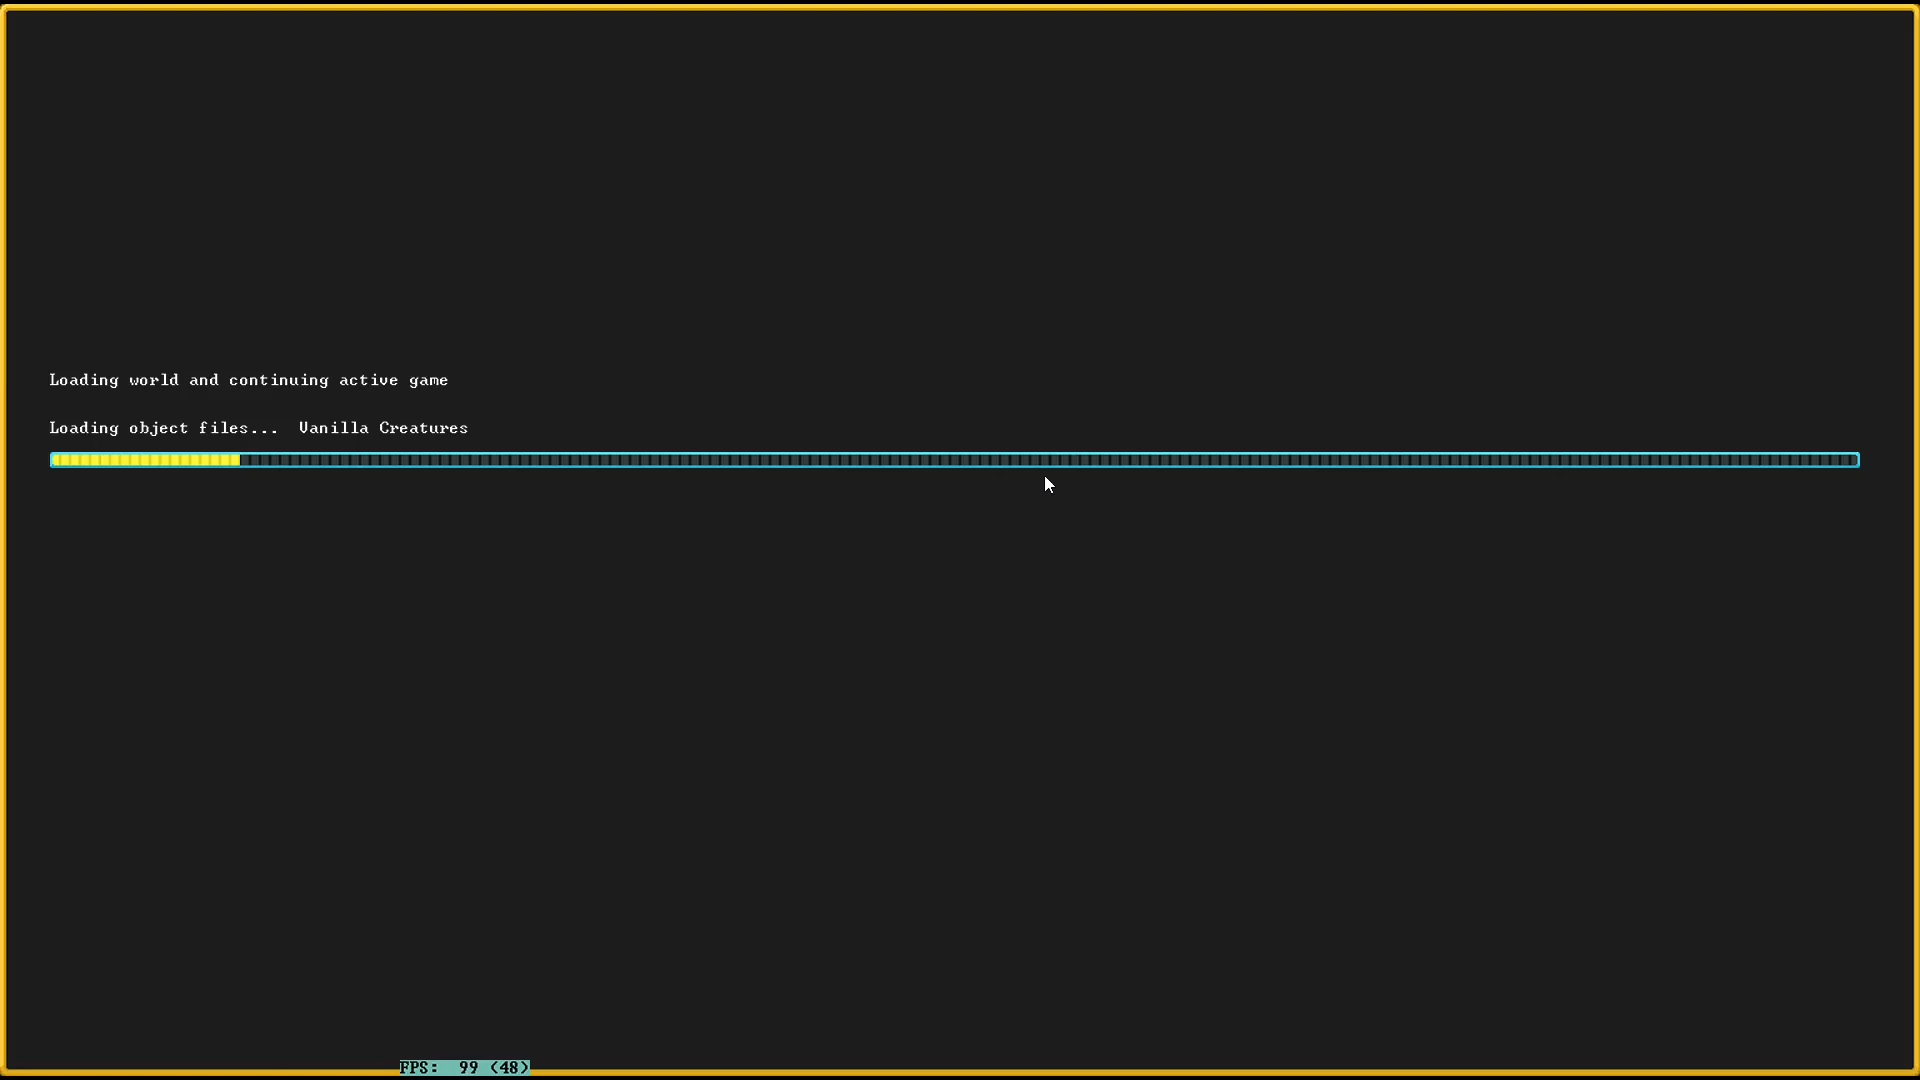 Loading world and continuing active game
Loading object files...  Vanilla Creatures
FPS:  99 (48)